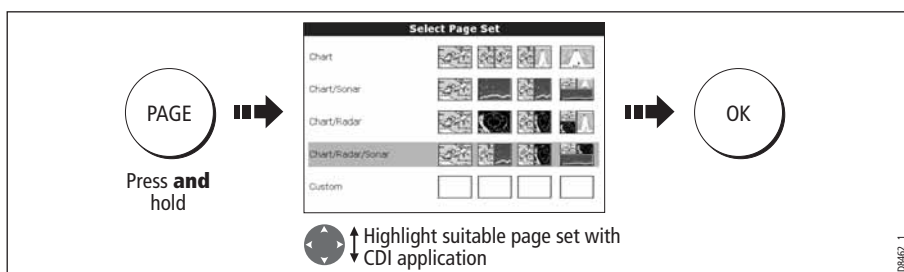 Select Page Set
Chart
Chart/Sonar
Chart/Radar
Chart/Radar/Sonar
Custom
PAGE
Press and
hold
OK
Highlight suitable page set with
CDI application
D8462_1